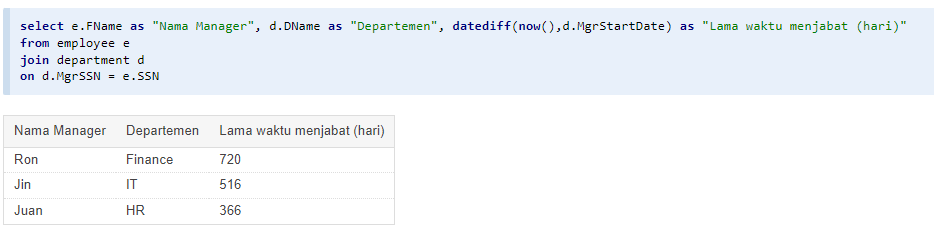 select e.FName as "Nama Manager", d.DName as "Departemen", datediff(now(),d.MgrStartDate) as "Lama waktu menjabat (hari)"
from employee e
join department d
on d.MgrSSN = e.SSN
Nama Manager Departemen Lama waktu menjabat (hari)
Ron Finance 720
Jin IT 516
Juan HR 366